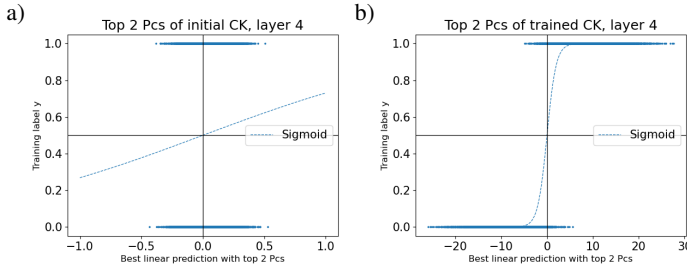 a)
Top 2 Pcs of initial CK, layer 4
Training label y
1.0
0.8
0.6
0.4
0.2
0.0
Sigmoid
−1.0 −0.5 0.0 0.5 1.0
Best linear prediction with top 2 Pcs
b)
Top 2 Pcs of trained CK, layer 4
Training label y
1.0
0.8
0.6
0.4
0.2
0.0
Sigmoid
−20 −10 0 10 20 30
Best linear prediction with top 2 Pcs